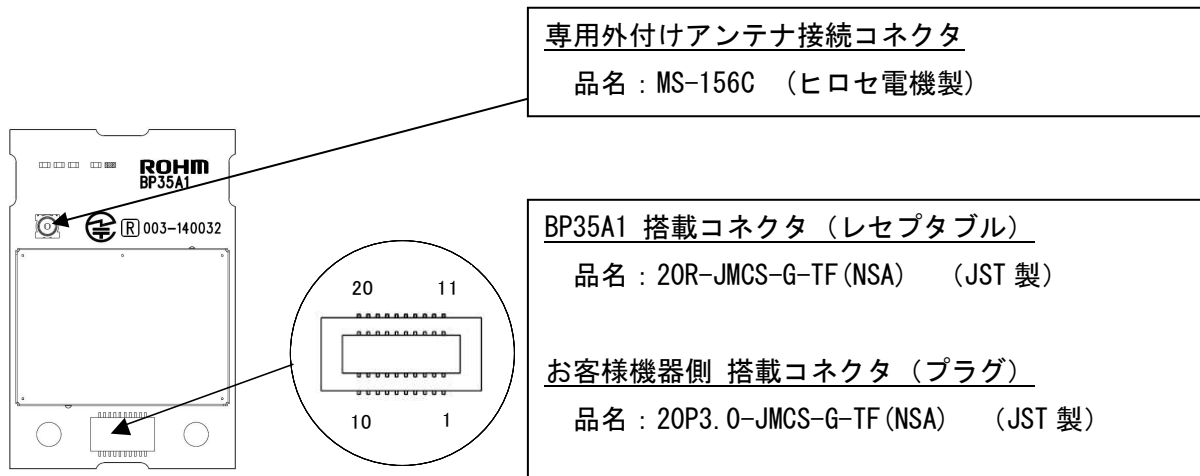 専用外付けアンテナ接続コネクタ
品名：MS-156C （ヒロセ電機製）
ROHM
BP35A1
R 003-140032
BP35A1 搭載コネクタ（レセプタブル）
品名：20R-JMCS-G-TF(NSA) （JST 製）
20 11
10 1
お客様機器側 搭載コネクタ（プラグ）
品名：20P3.0-JMCS-G-TF(NSA) （JST 製）